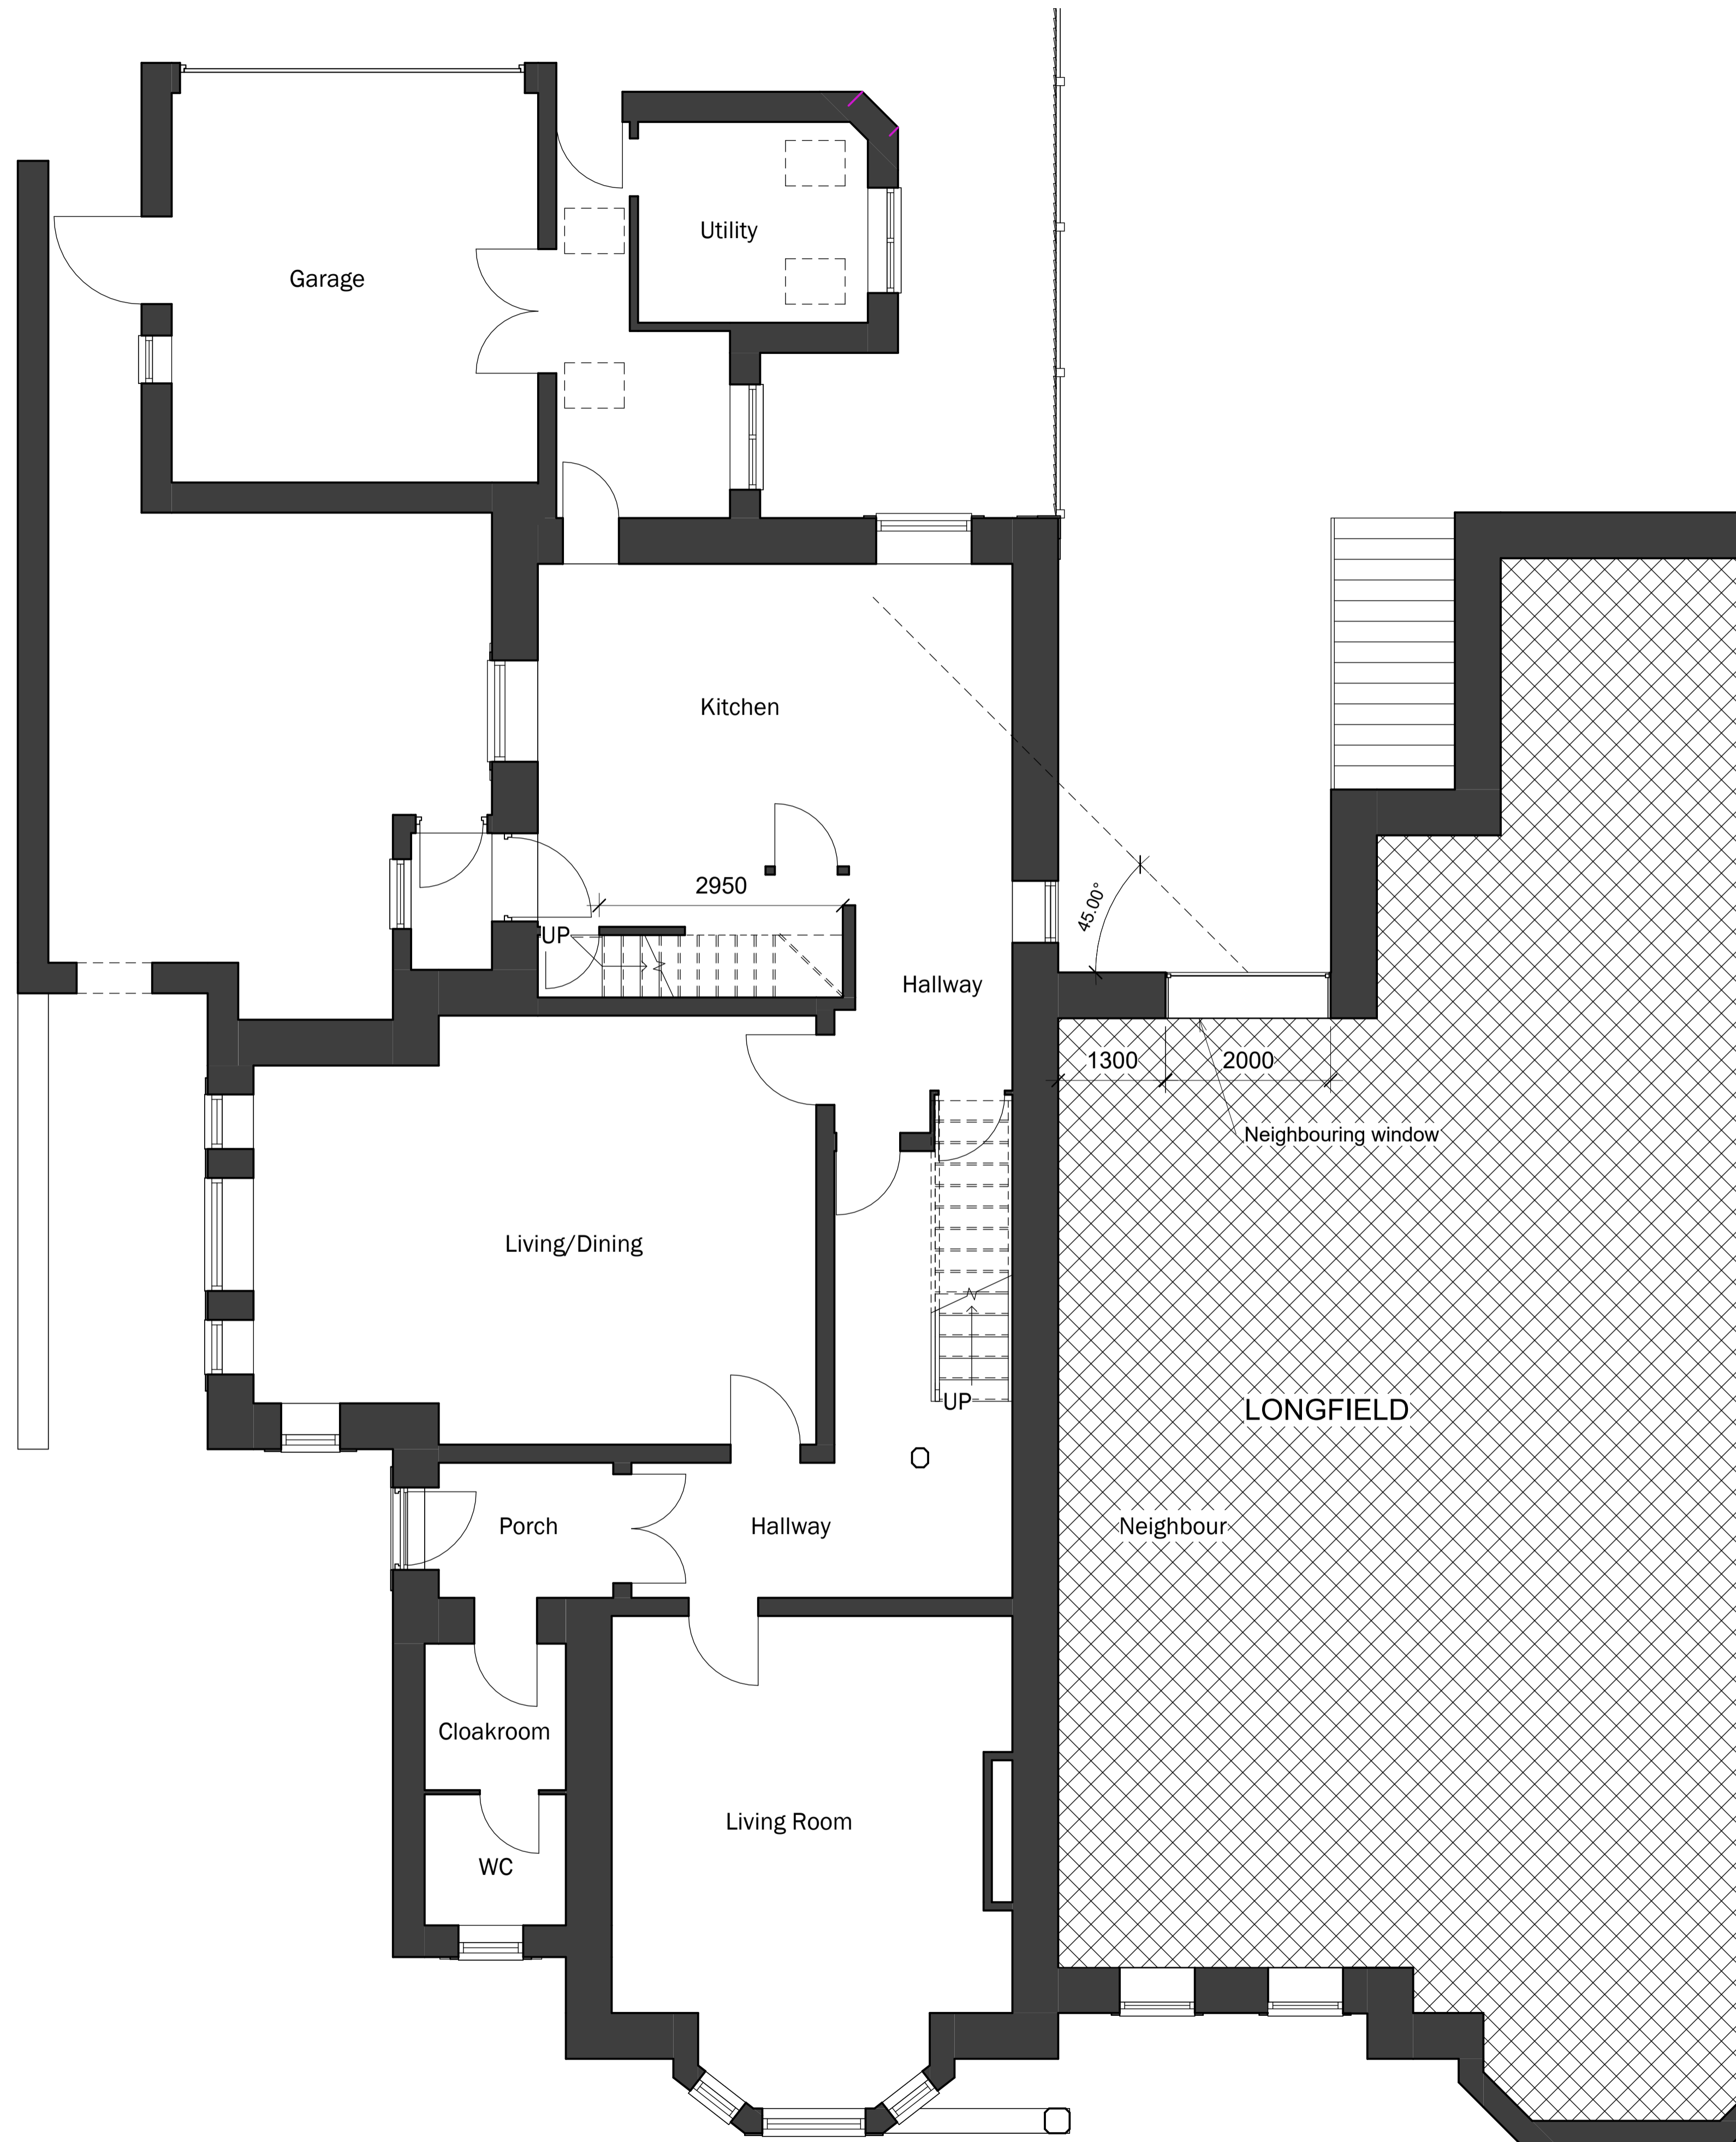 Utility
Garage
Kitchen
2950
45.00°
UP
Hallway
1300
2000
Neighbouring window
Living/Dining
UP
LONGFIELD
Porch
Hallway
Neighbour
Cloakroom
Living Room
WC